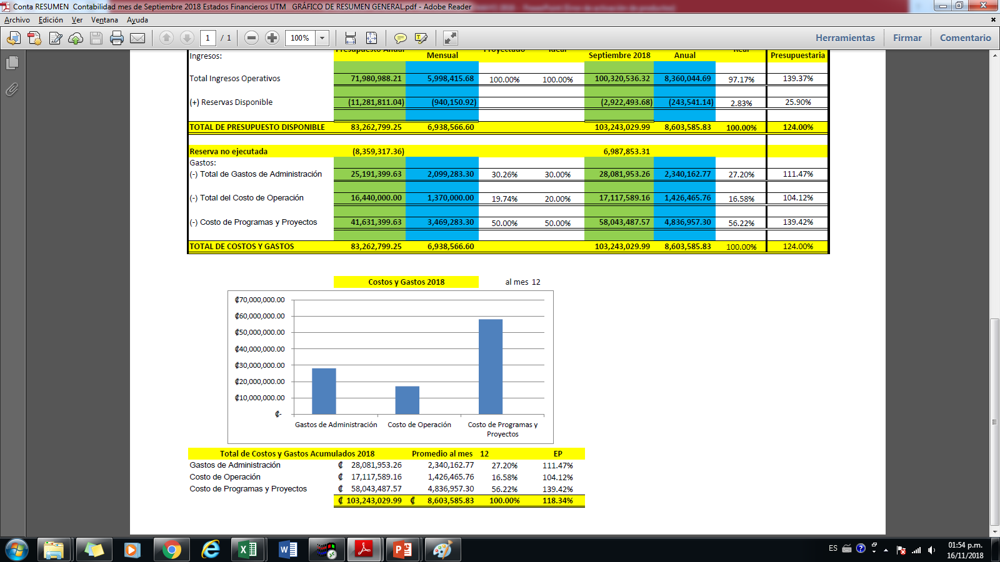 Conta RESUMEN  Contabilidad mes de Septiembre 2018 Estados Financieros UTM   GRÁFICO DE RESUMEN GENERAL.pdf - Adobe Reader
Archivo Edición Ver Ventana Ayuda
1 / 1 100% Herramientas Firmar Comentario
Presupuesto Anual Proyectado Ideal Real
Ingresos: Mensual Septiembre 2018 Anual Presupuestaria
Total Ingresos Operativos 71,980,988.21 5,998,415.68 100.00% 100.00% 100,320,536.32 8,360,044.69 97.17% 139.37%
(+) Reservas Disponible (11,281,811.04) (940,150.92) (2,922,493.68) (243,541.14) 2.83% 25.90%
TOTAL DE PRESUPUESTO DISPONIBLE 83,262,799.25 6,938,566.60 103,243,029.99 8,603,585.83 100.00% 124.00%
Reserva no ejecutada (8,359,317.36) 6,987,853.31
Gastos:
(-) Total de Gastos de Administración 25,191,399.63 2,099,283.30 30.26% 30.00% 28,081,953.26 2,340,162.77 27.20% 111.47%
(-) Total del Costo de Operación 16,440,000.00 1,370,000.00 19.74% 20.00% 17,117,589.16 1,426,465.76 16.58% 104.12%
(-) Costo de Programas y Proyectos 41,631,399.63 3,469,283.30 50.00% 50.00% 58,043,487.57 4,836,957.30 56.22% 139.42%
TOTAL DE COSTOS Y GASTOS 83,262,799.25 6,938,566.60 103,243,029.99 8,603,585.83 100.00% 124.00%
Costos y Gastos 2018 al mes 12
₡70,000,000.00
₡60,000,000.00
₡50,000,000.00
₡40,000,000.00
₡30,000,000.00
₡20,000,000.00
₡10,000,000.00
₡-
Gastos de Administración Costo de Operación Costo de Programas y
Proyectos
Total de Costos y Gastos Acumulados 2018 Promedio al mes 12 EP
Gastos de Administración ₡ 28,081,953.26 2,340,162.77 27.20% 111.47%
Costo de Operación ₡ 17,117,589.16 1,426,465.76 16.58% 104.12%
Costo de Programas y Proyectos ₡ 58,043,487.57 4,836,957.30 56.22% 139.42%
₡ 103,243,029.99 ₡ 8,603,585.83 100.00% 118.34%
ES 01:54 p.m.
16/11/2018